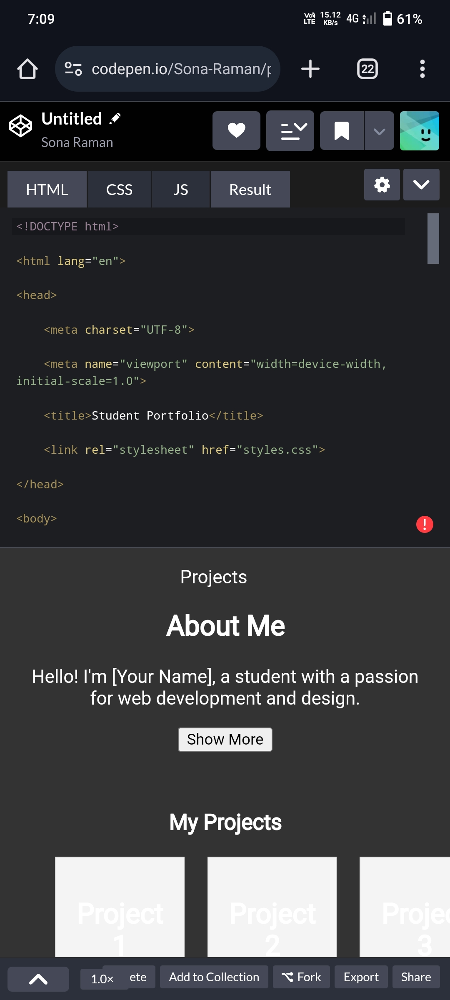 7:09
Vo)) LTE 15.12 KB/s 4G 61%
codepen.io/Sona-Raman/p
22
Untitled
Sona Raman
HTML CSS JS Result
<!DOCTYPE html>
<html lang="en">
<head>
<meta charset="UTF-8">
<meta name="viewport" content="width=device-width,
initial-scale=1.0">
<title>Student Portfolio</title>
<link rel="stylesheet" href="styles.css">
</head>
<body>
!
Projects
About Me
Hello! I'm [Your Name], a student with a passion
for web development and design.
Show More
My Projects
Project Project Projec
1 2 3
1.0× ete Add to Collection Fork Export Share